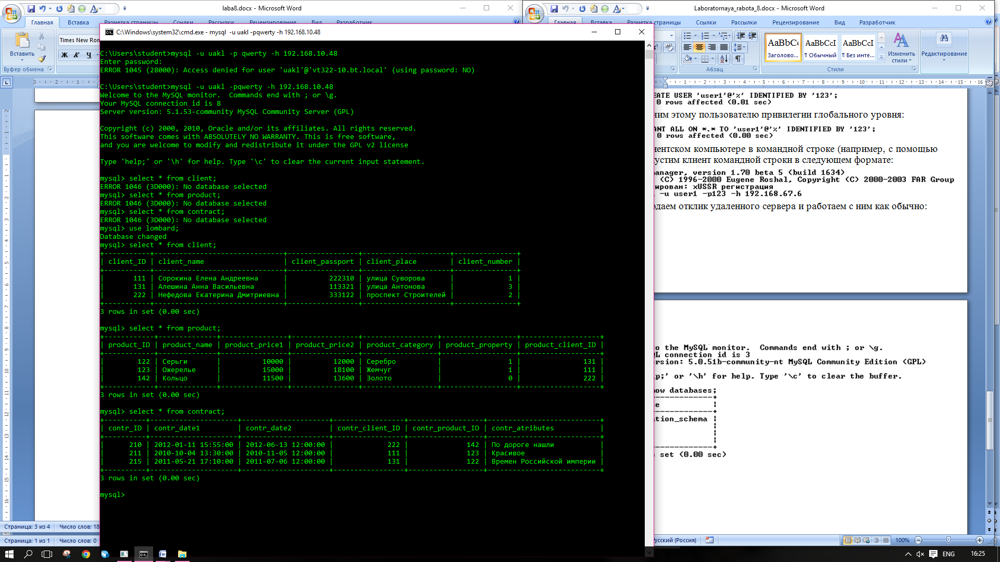 laba8.docx - Microsoft Word
Laboratornaya_rabota_8.docx - Microsoft Word
Главная Вставка Разметка страницы Ссылки Рассылки Рецензирование Вид Разработчик
Главная Вставка Разметка страницы Ссылки Рассылки Рецензирование Вид Разработчик
Вставить
Буфер обмена
Times New Ron
Ж К Ч
C:\Windows\system32\cmd.exe - mysql -u uakl -pqwerty -h 192.168.10.48
C:\Users\student>mysql -u uakl -p qwerty -h 192.168.10.48
Enter password:
ERROR 1045 (28000): Access denied for user 'uakl'@'vt322-10.bt.local' (using password: NO)
C:\Users\student>mysql -u uakl -pqwerty -h 192.168.10.48
Welcome to the MySQL monitor.  Commands end with ; or \g.
Your MySQL connection id is 8
Server version: 5.1.53-community MySQL Community Server (GPL)
Copyright (c) 2000, 2010, Oracle and/or its affiliates. All rights reserved.
This software comes with ABSOLUTELY NO WARRANTY. This is free software,
and you are welcome to modify and redistribute it under the GPL v2 license
Type 'help;' or '\h' for help. Type '\c' to clear the current input statement.
mysql> select * from client;
ERROR 1046 (3D000): No database selected
mysql> select * from product;
ERROR 1046 (3D000): No database selected
mysql> select * from contract;
ERROR 1046 (3D000): No database selected
mysql> use lombard;
Database changed
mysql> select * from client;
| client_ID | client_name | client_passport | client_place | client_number |
| 111 | Сорокина Елена Андреевна | 222310 | улица Суворова | 1 |
| 131 | Алешина Анна Васильевна | 113321 | улица Антонова | 3 |
| 222 | Нефедова Екатерина Дмитриевна | 333122 | проспект Строителей | 2 |
3 rows in set (0.00 sec)
mysql> select * from product;
| product_ID | product_name | product_price1 | product_price2 | product_category | product_property | product_client_ID |
| 122 | Серьги | 10000 | 12000 | Серебро | 1 | 131 |
| 123 | Ожерелье | 15000 | 18100 | Жемчуг | 1 | 111 |
| 142 | Кольцо | 11500 | 13600 | Золото | 0 | 222 |
3 rows in set (0.00 sec)
mysql> select * from contract;
| contr_ID | contr_date1 | contr_date2 | contr_client_ID | contr_product_ID | contr_atributes |
| 210 | 2012-01-11 15:55:00 | 2012-06-13 12:00:00 | 222 | 142 | По дороге нашли |
| 211 | 2010-10-04 13:30:00 | 2010-11-05 12:00:00 | 111 | 123 | Красивое |
| 215 | 2011-05-21 17:10:00 | 2011-07-06 12:00:00 | 131 | 122 | Времен Российской империи |
3 rows in set (0.00 sec)
mysql>
AaBbCc AaBbCcI AaBbCcI
Заголово... ¶ Обычный ¶ Без инте...
Изменить стили
Редактирование
Абзац
Стили
1 2 3 4 5 6 7 8 9 10 11 12 13 14 15 16
EATE USER 'user1'@'%' IDENTIFIED BY '123';
0 rows affected (0.01 sec)
ним этому пользователю привилегии глобального уровня:
ANT ALL ON *.* TO 'user1'@'%' IDENTIFIED BY '123';
0 rows affected (0.00 sec)
иентском компьютере в командной строке (например, с помощью
устим клиент командной строки в следующем формате:
anager, version 1.70 beta 5 (build 1634)
(C) 1996-2000 Eugene Roshal, Copyright (C) 2000-2003 FAR Group
ирован: xUSSR регистрация
-u user1 -p123 -h 192.168.67.6
одаем отклик удаленного сервера и работаем с ним как обычно:
to the MySQL monitor.  Commands end with ; or \g.
L connection id is 3
ersion: 5.0.51b-community-nt MySQL Community Edition (GPL)
lp;' or '\h' for help. Type '\c' to clear the buffer.
how databases;
ation_schema
set (0.00 sec)
Страница: 3 из 4 Число слов: 18
Страница: 1 из 1 Число слов: 0
усский (Россия)
100%
ENG
16:25